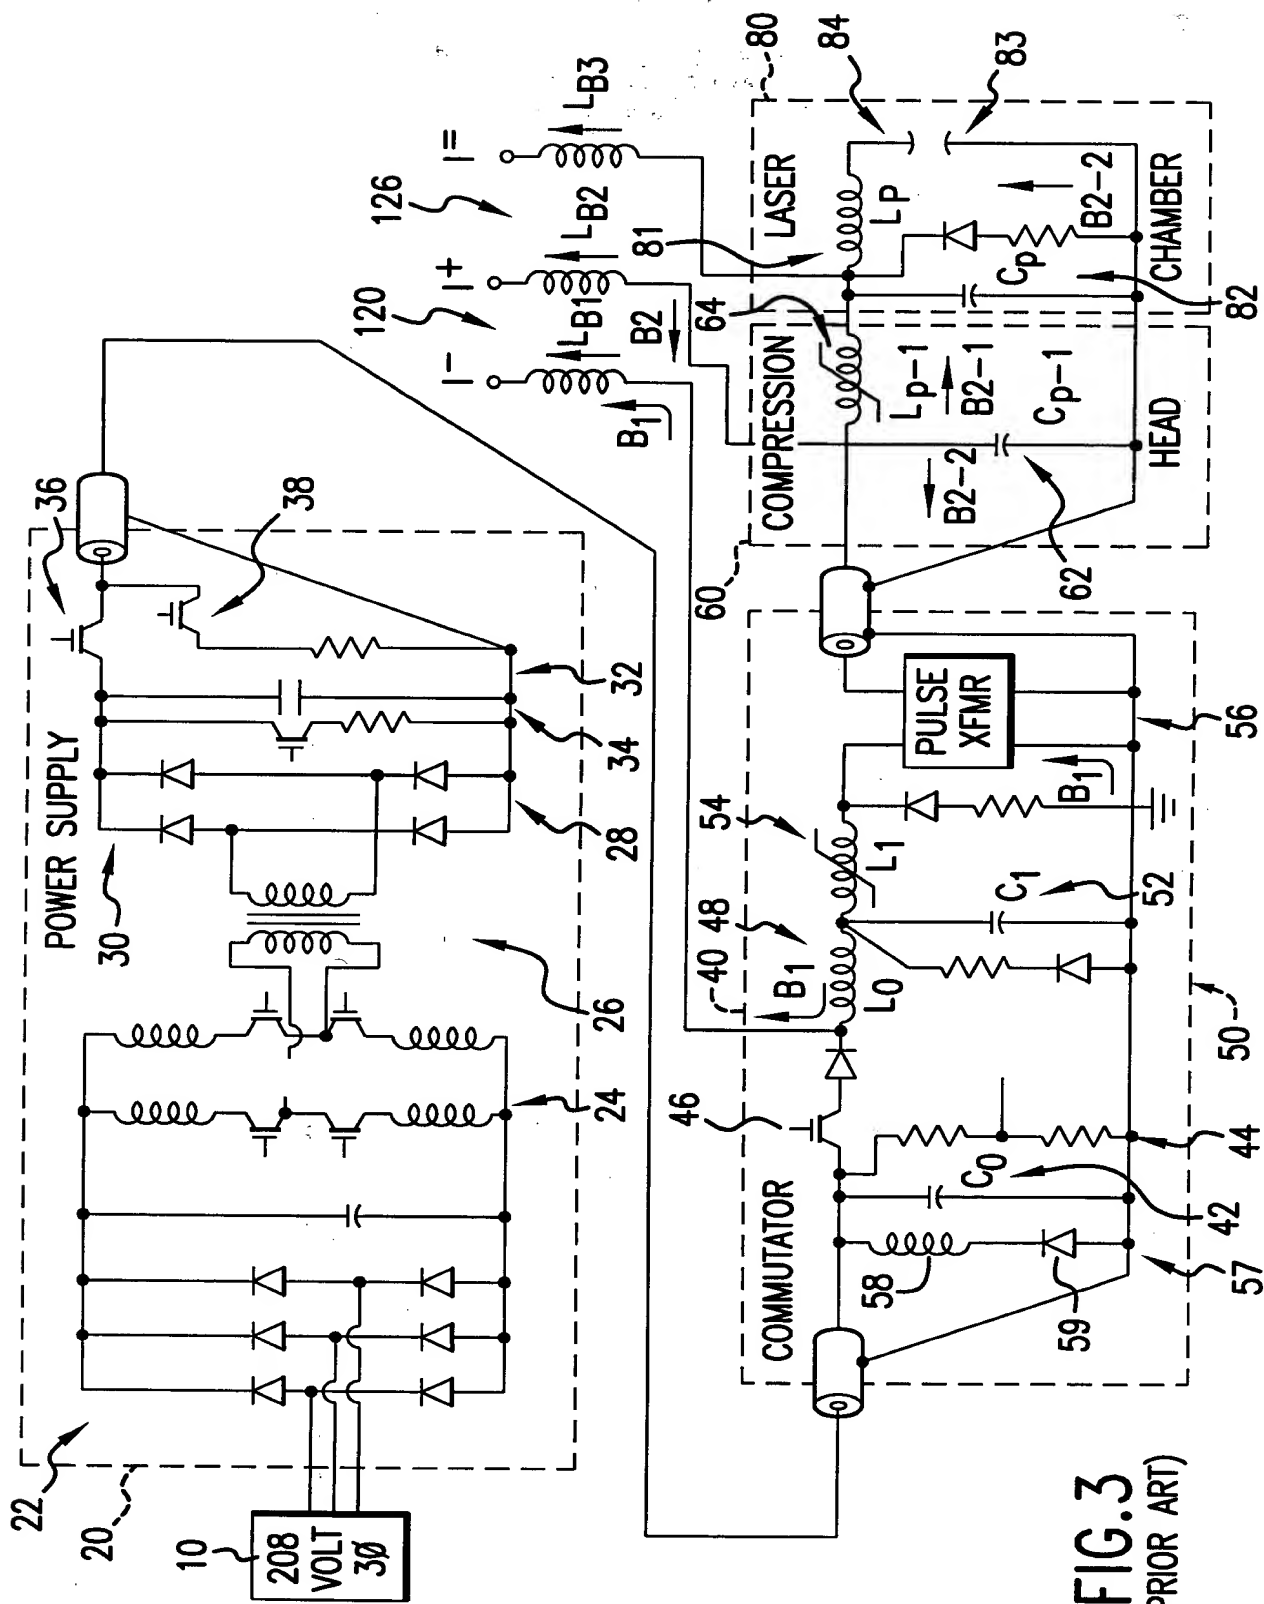 10
208
VOLT
3Ø
20
22
POWER SUPPLY
24
26
28
30
32
34
36
38
COMMUTATOR
40
42
C0
44
46
48
L0
B1
50
52
C1
54
L1
B1
56
57
58
59
PULSE
XFMR
60
COMPRESSION
HEAD
62
64
Lp-1
B2-1
Cp-1
B2-2
80
LASER
CHAMBER
81
82
83
84
LP
Cp
B2-2
120
126
I-
I+
I=
LB1
LB2
LB3
B1
B2
FIG.3
PRIOR ART)